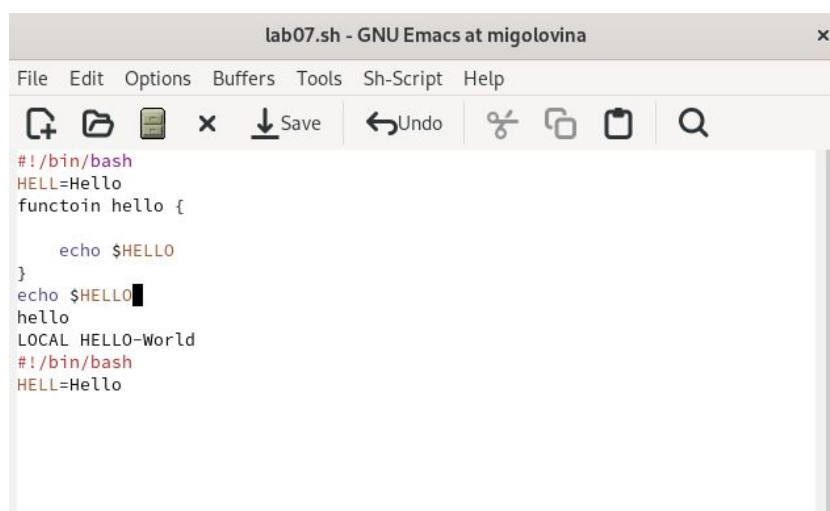 lab07.sh - GNU Emacs at migolovina
File Edit Options Buffers Tools Sh-Script Help
Save Undo
#!/bin/bash
HELL=Hello
functoin hello {
echo $HELLO
}
echo $HELLO
hello
LOCAL HELLO-World
#!/bin/bash
HELL=Hello